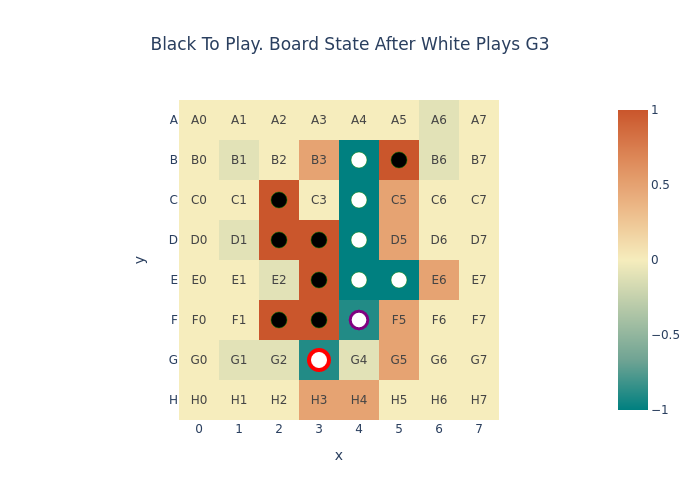 Black To Play. Board State After White Plays G3
A A0 A1 A2 A3 A4 A5 A6 A7
B B0 B1 B2 B3 B6 B7
C C0 C1 C3 C5 C6 C7
D D0 D1 D5 D6 D7
E E0 E1 E2 E6 E7
F F0 F1 F5 F6 F7
G G0 G1 G2 G4 G5 G6 G7
H H0 H1 H2 H3 H4 H5 H6 H7
0 1 2 3 4 5 6 7
x
y
1
0.5
0
−0.5
−1